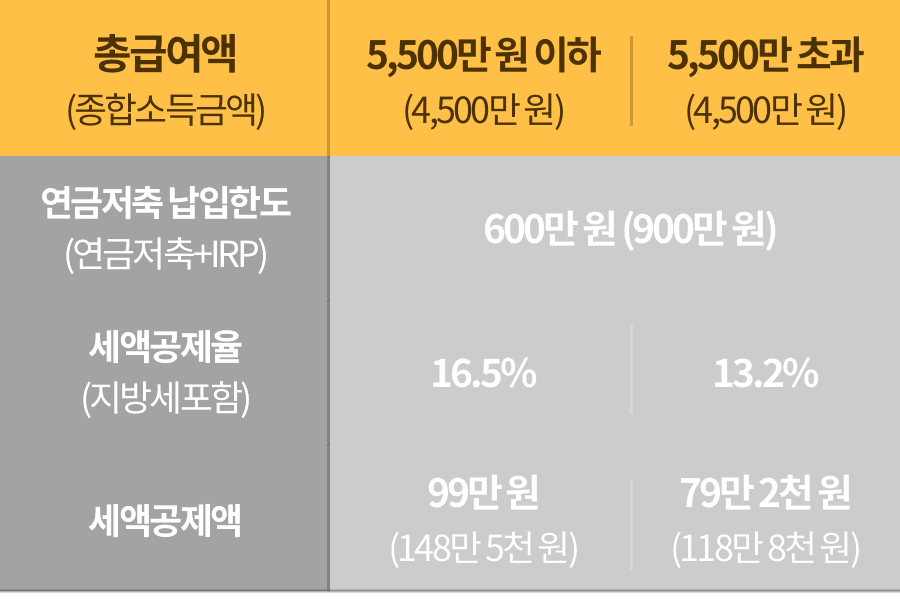 총급여액
(종합소득금액)
5,500만 원 이하
(4,500만 원)
5,500만 초과
(4,500만 원)
연금저축 납입한도
(연금저축+IRP)
600만 원 (900만 원)
세액공제율
(지방세포함)
16.5%
13.2%
세액공제액
99만 원
(148만 5천 원)
79만 2천 원
(118만 8천 원)